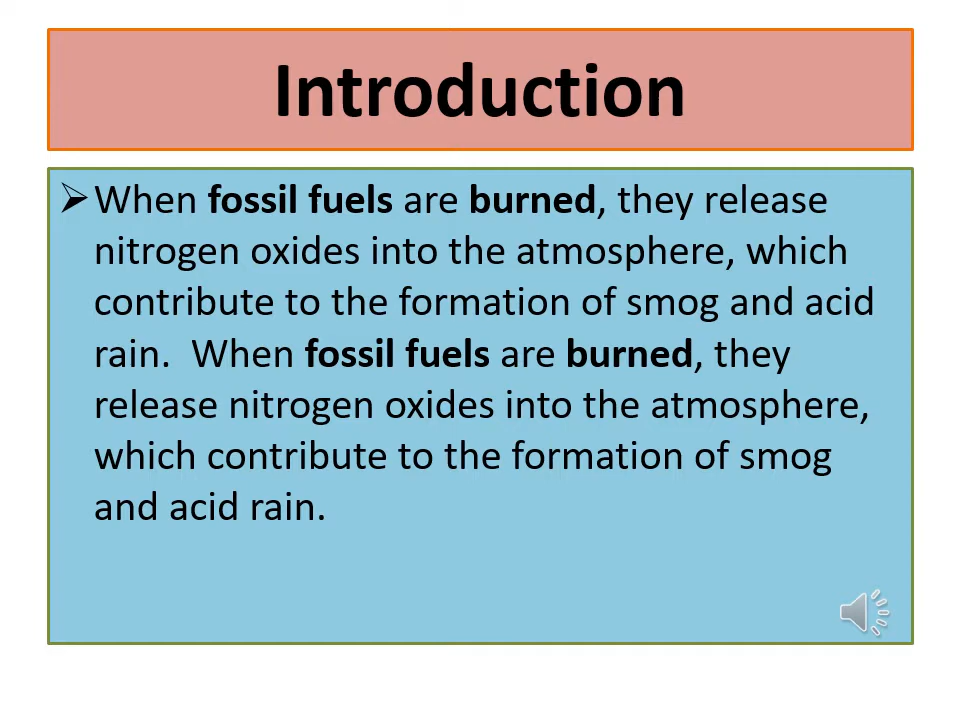 Introduction
When fossil fuels are burned, they release
nitrogen oxides into the atmosphere, which
contribute to the formation of smog and acid
rain.  When fossil fuels are burned, they
release nitrogen oxides into the atmosphere,
which contribute to the formation of smog
and acid rain.